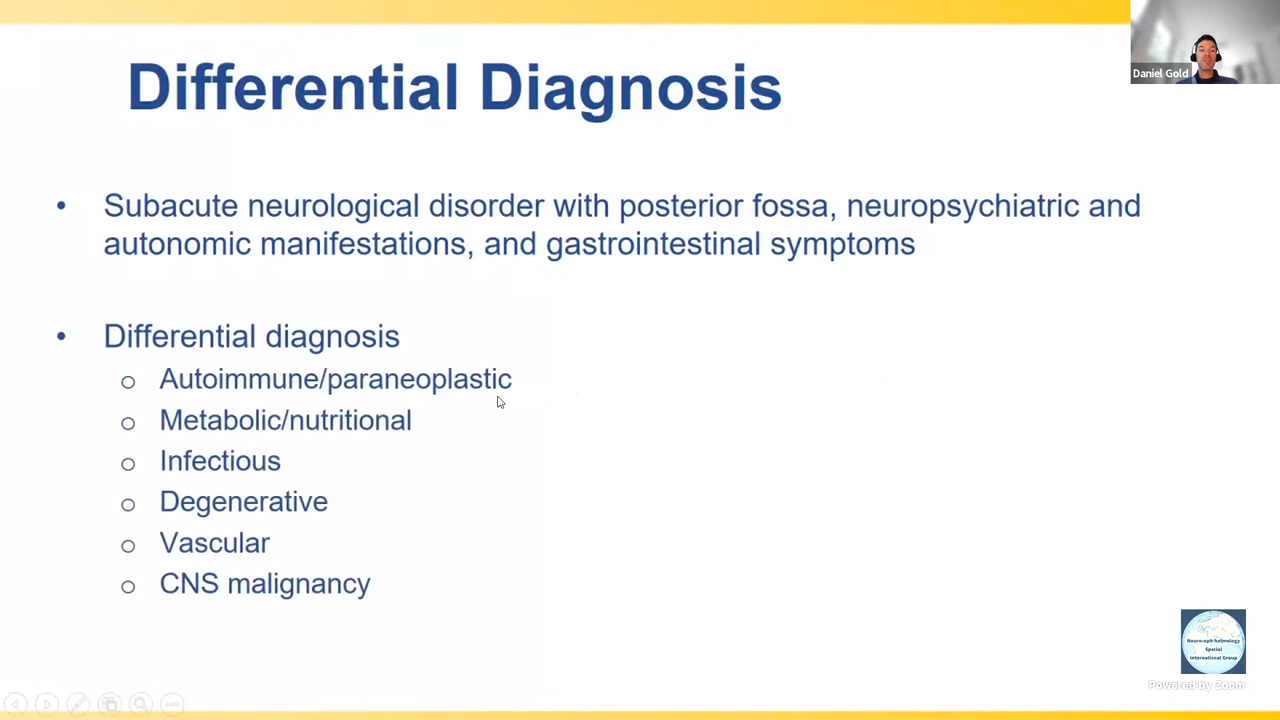 Differential Diagnosis
Daniel Gold
• Subacute neurological disorder with posterior fossa, neuropsychiatric and
autonomic manifestations, and gastrointestinal symptoms
• Differential diagnosis
o Autoimmune/paraneoplastic
o Metabolic/nutritional
o Infectious
o Degenerative
o Vascular
o CNS malignancy
Neuro-ophthalmology
Special
International Group
Powered by Zoom